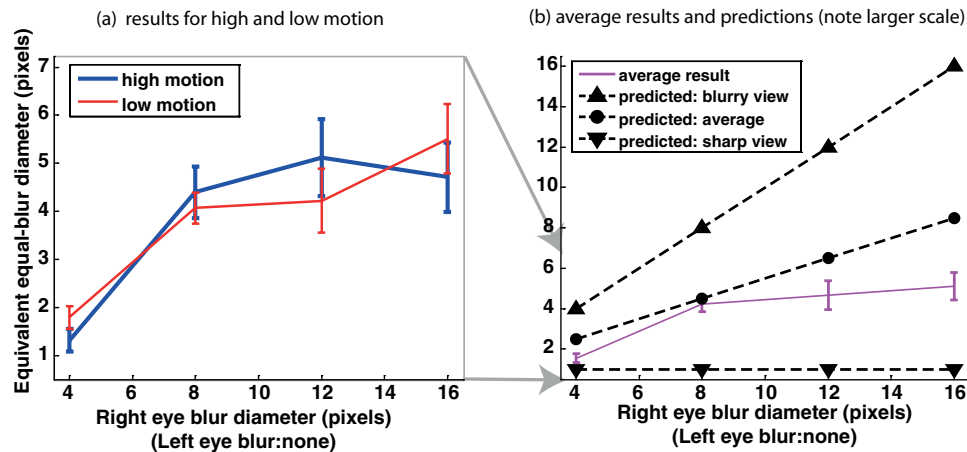 (a) results for high and low motion
Equivalent equal-blur diameter (pixels)
7
6
5
4
3
2
1
high motion
low motion
4 6 8 10 12 14 16
Right eye blur diameter (pixels)
(Left eye blur:none)
(b) average results and predictions (note larger scale)
16
14
12
10
8
6
4
2
average result
predicted: blurry view
predicted: average
predicted: sharp view
4 6 8 10 12 14 16
Right eye blur diameter (pixels)
(Left eye blur:none)